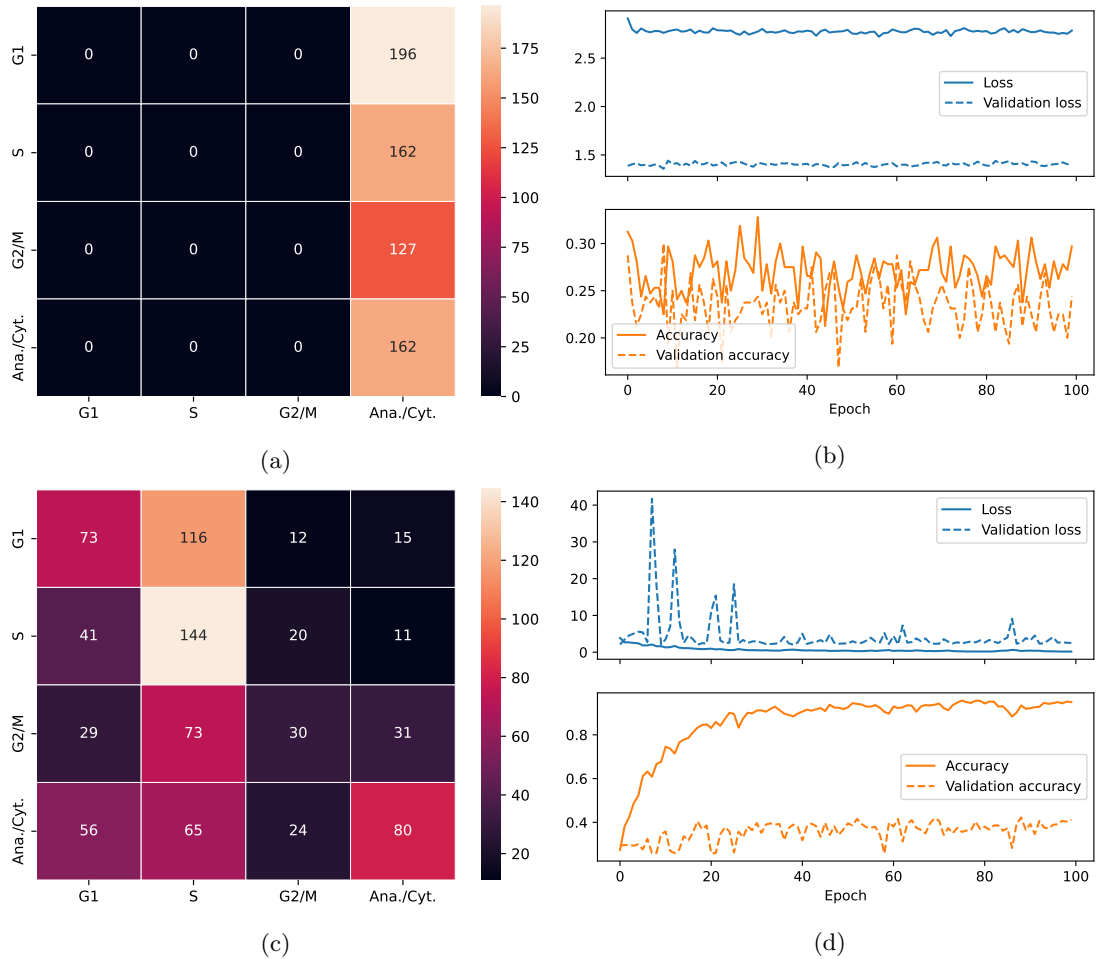 G1
0
0
0
196
S
0
0
0
162
G2/M
0
0
0
127
Ana./Cyt.
0
0
0
162
G1
S
G2/M
Ana./Cyt.
175
150
125
100
75
50
25
0
(a)
2.5
2.0
1.5
Loss
Validation loss
0.30
0.25
0.20
Accuracy
Validation accuracy
0
20
40
60
80
100
Epoch
(b)
G1
73
116
12
15
S
41
144
20
11
G2/M
29
73
30
31
Ana./Cyt.
56
65
24
80
G1
S
G2/M
Ana./Cyt.
140
120
100
80
60
40
20
(c)
40
30
20
10
0
Loss
Validation loss
0.8
0.6
0.4
Accuracy
Validation accuracy
0
20
40
60
80
100
Epoch
(d)